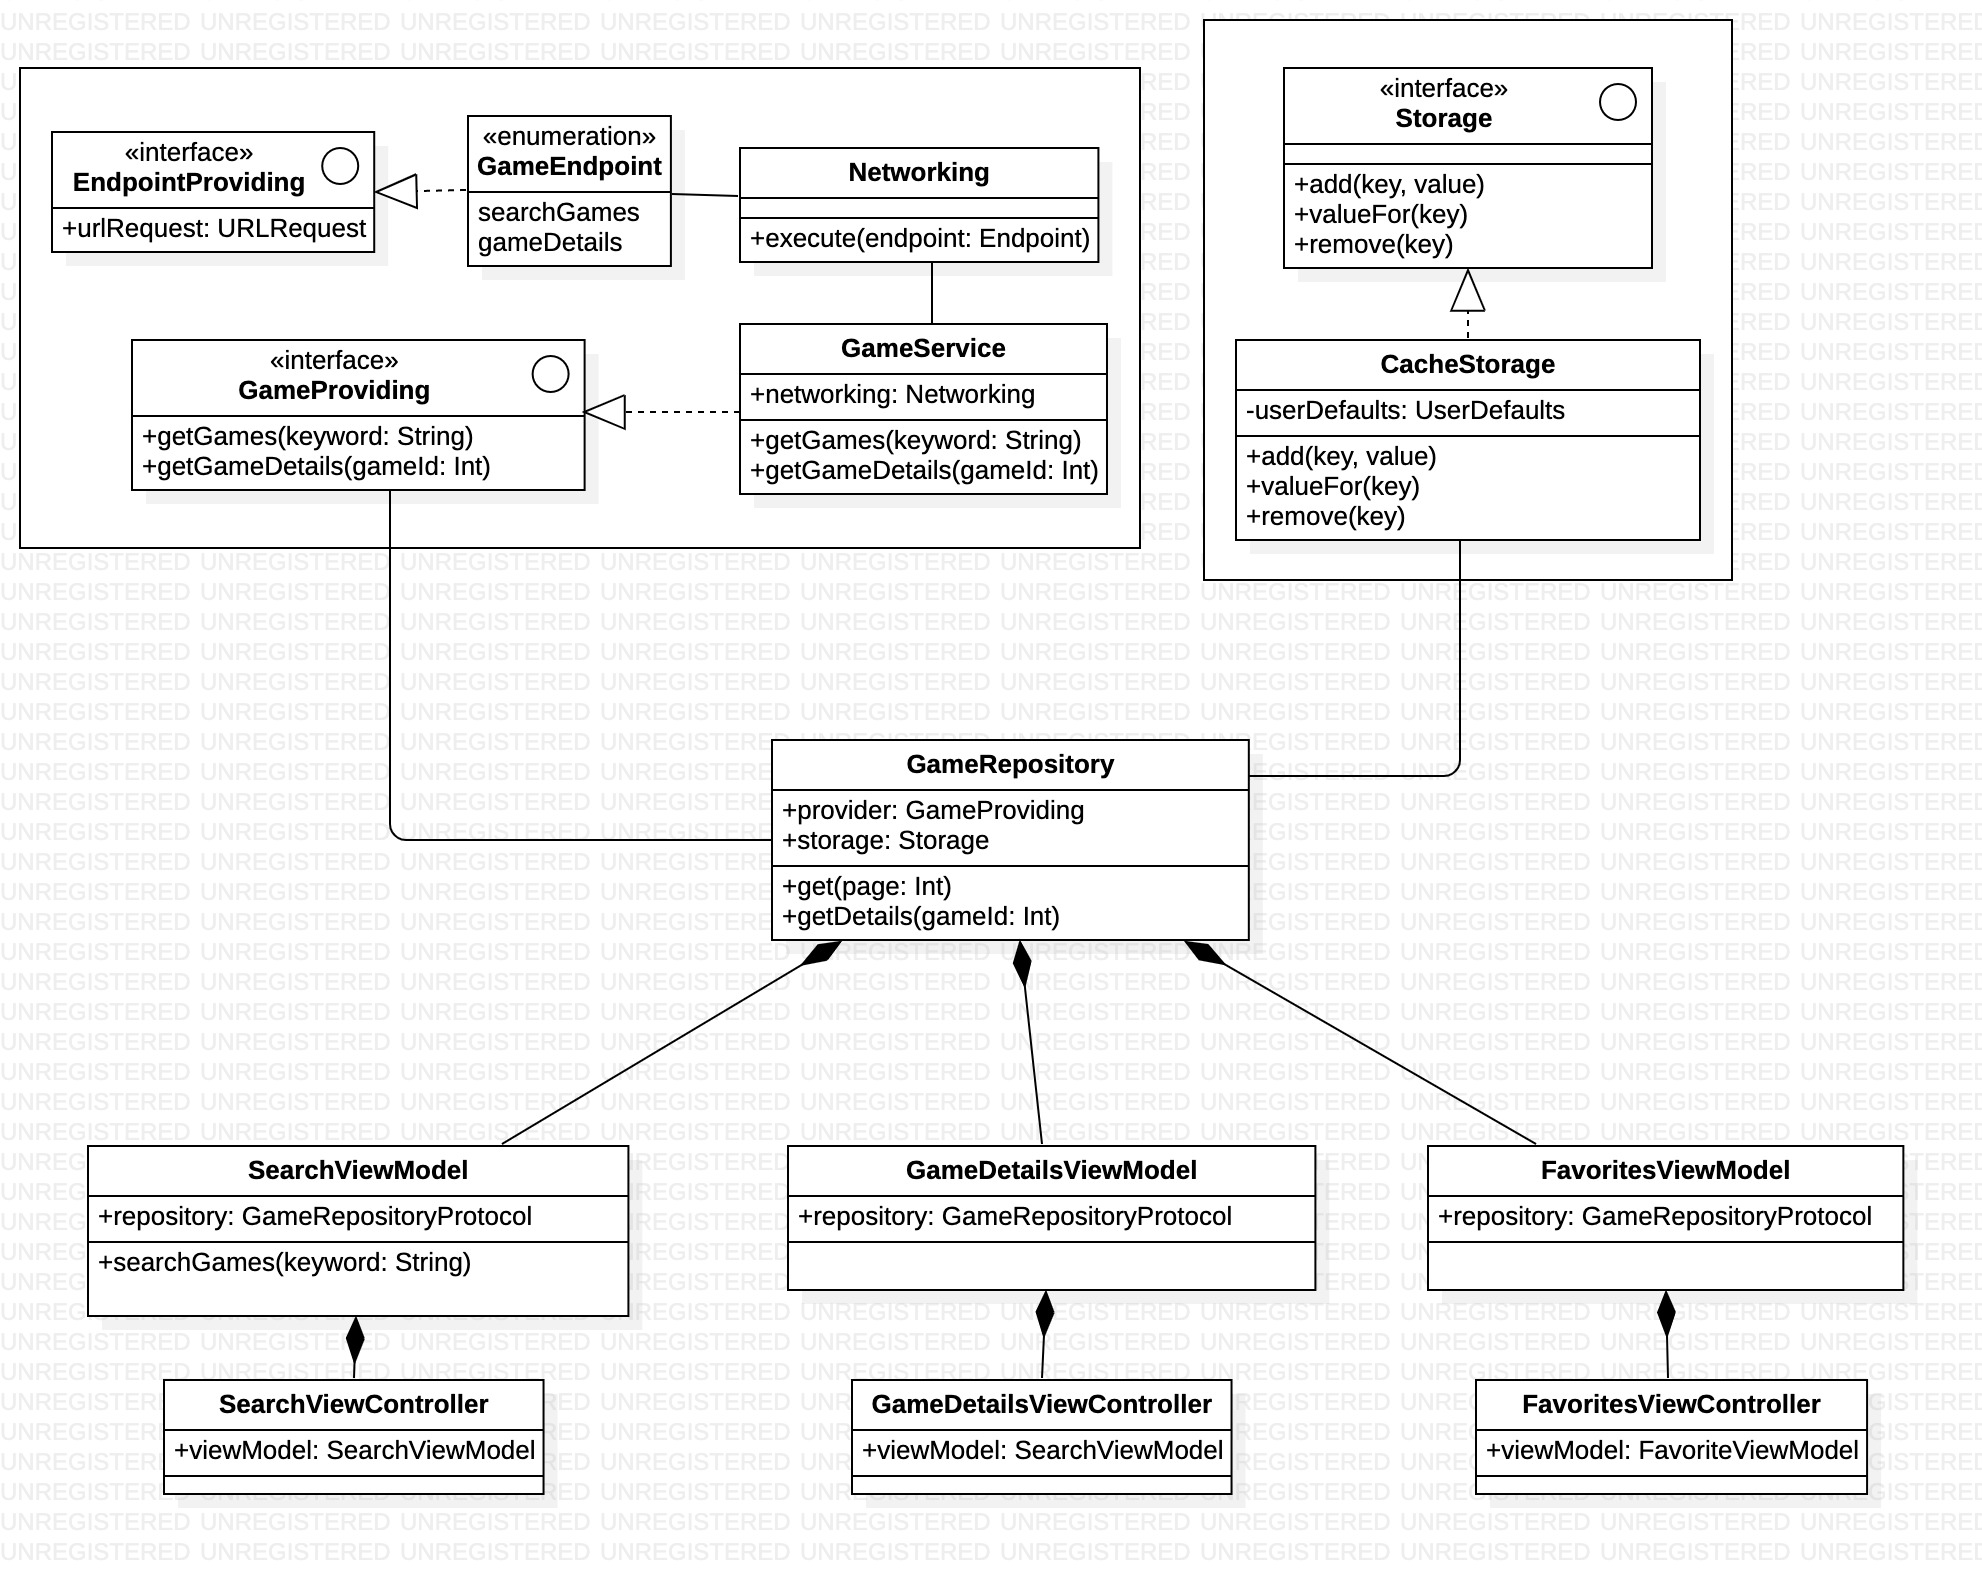 «interface»
EndpointProviding
+urlRequest: URLRequest
«enumeration»
GameEndpoint
searchGames
gameDetails
Networking
+execute(endpoint: Endpoint)
«interface»
GameProviding
+getGames(keyword: String)
+getGameDetails(gameId: Int)
GameService
+networking: Networking
+getGames(keyword: String)
+getGameDetails(gameId: Int)
«interface»
Storage
+add(key, value)
+valueFor(key)
+remove(key)
CacheStorage
-userDefaults: UserDefaults
+add(key, value)
+valueFor(key)
+remove(key)
GameRepository
+provider: GameProviding
+storage: Storage
+get(page: Int)
+getDetails(gameId: Int)
SearchViewModel
+repository: GameRepositoryProtocol
+searchGames(keyword: String)
GameDetailsViewModel
+repository: GameRepositoryProtocol
FavoritesViewModel
+repository: GameRepositoryProtocol
SearchViewController
+viewModel: SearchViewModel
GameDetailsViewController
+viewModel: SearchViewModel
FavoritesViewController
+viewModel: FavoriteViewModel
UNREGISTERED